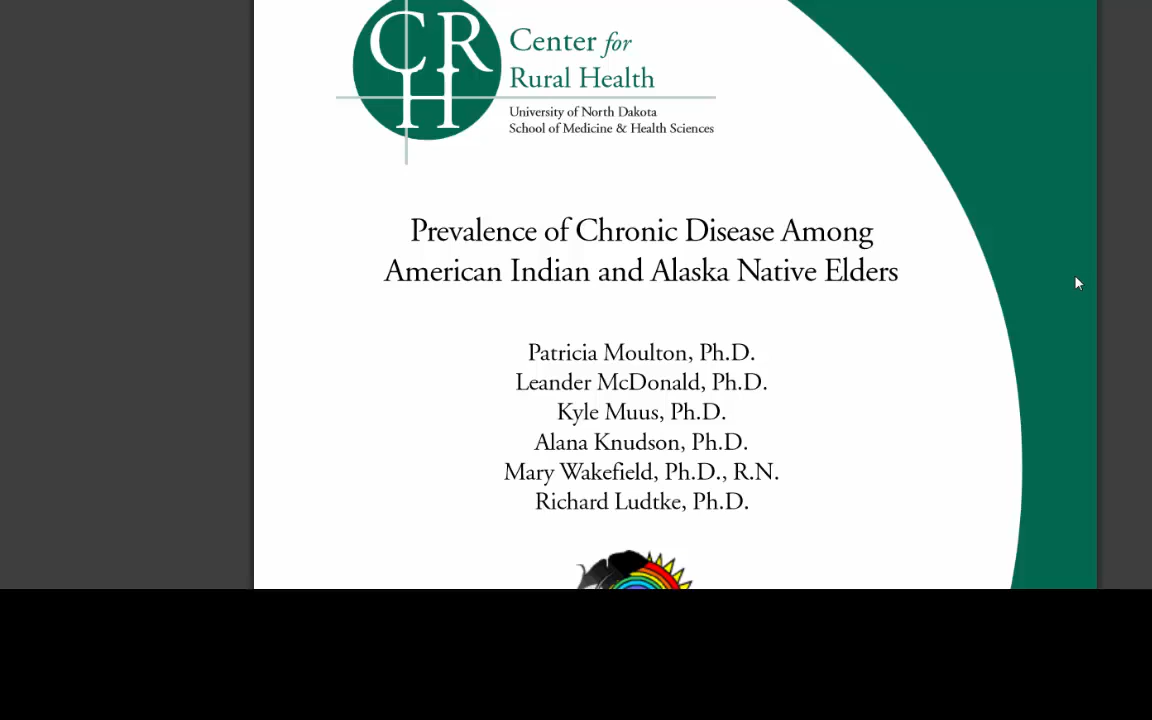 CRH
Center for
Rural Health
University of North Dakota
School of Medicine & Health Sciences
Prevalence of Chronic Disease Among
American Indian and Alaska Native Elders
Patricia Moulton, Ph.D.
Leander McDonald, Ph.D.
Kyle Muus, Ph.D.
Alana Knudson, Ph.D.
Mary Wakefield, Ph.D., R.N.
Richard Ludtke, Ph.D.